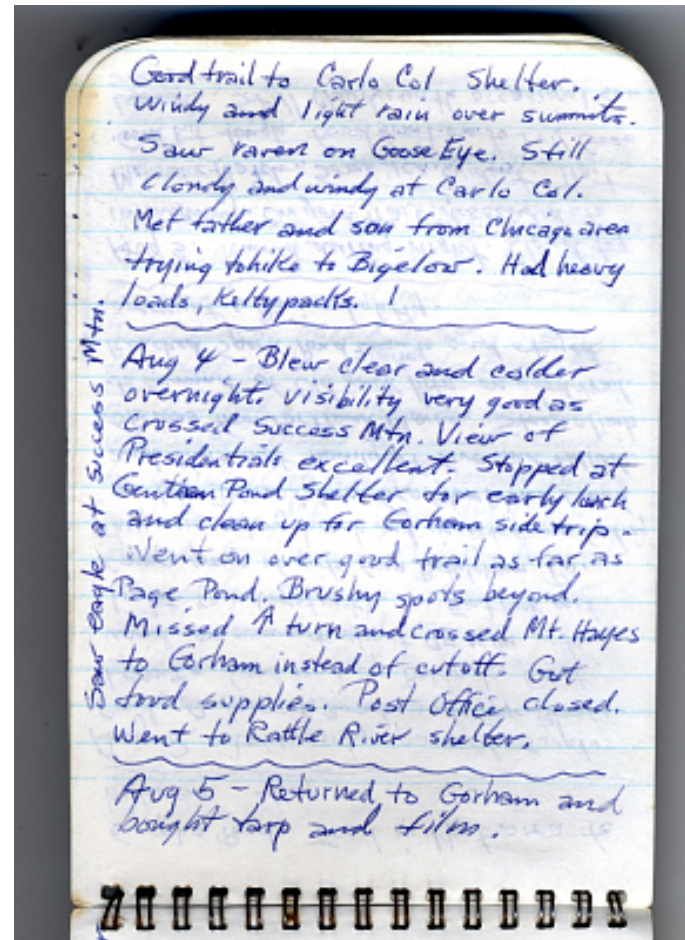 Good trail to Carlo Col Shelter.
Windy and light rain over summits.
Saw raven on Goose Eye. Still
cloudy and windy at Carlo Col.
Met father and son from Chicago area
trying to hike to Bigelow. Had heavy
loads, Kelty packs. !
Aug 4 - Blew clear and colder
overnight. Visibility very good as
crossed Success Mtn. View of
Presidentials excellent. Stopped at
Gentian Pond Shelter for early lunch
and clean up for Gorham side trip.
Went on over good trail as far as
Page Pond. Brushy spots beyond.
Missed ↑ turn and crossed Mt. Hayes
to Gorham instead of cutoff. Got
food supplies. Post Office closed.
Went to Rattle River shelter.
Saw eagle at Success Mtn.
Aug 5 - Returned to Gorham and
bought tarp and film.